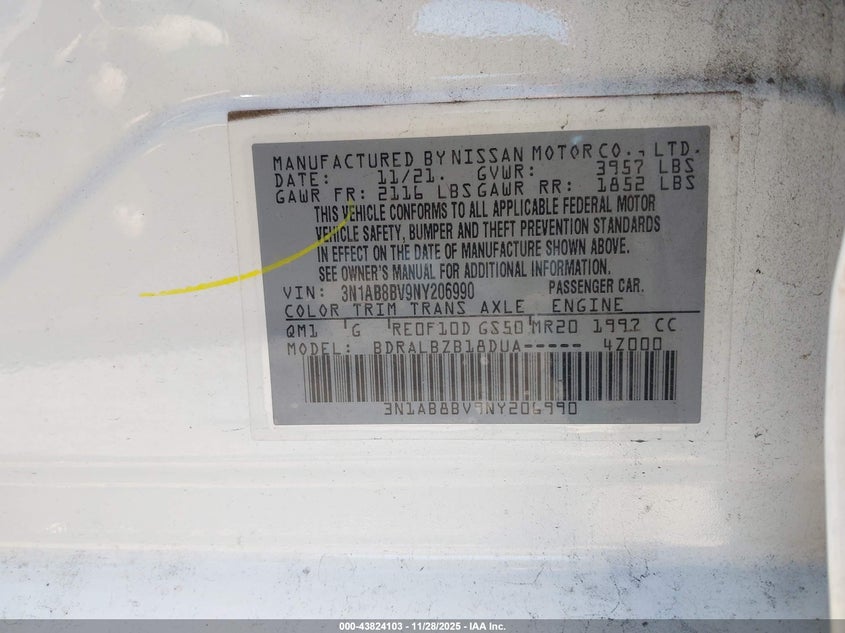 MANUFACTURED BY NISSAN MOTOR CO., LTD.
DATE: 11/21. GVWR: 3957 LBS
GAWR FR: 2116 LBS GAWR RR: 1852 LBS
THIS VEHICLE CONFORMS TO ALL APPLICABLE FEDERAL MOTOR
VEHICLE SAFETY, BUMPER AND THEFT PREVENTION STANDARDS
IN EFFECT ON THE DATE OF MANUFACTURE SHOWN ABOVE.
SEE OWNER'S MANUAL FOR ADDITIONAL INFORMATION.
VIN: 3N1AB8BV9NY206990 PASSENGER CAR.
COLOR TRIM TRANS AXLE ENGINE
QM1 G RE0F10D GS50 MR20 1997 CC
MODEL: BDRALBZB18DUA----- 4Z000
3N1AB8BV9NY206990
000-43824103 - 11/28/2025 - IAA Inc.